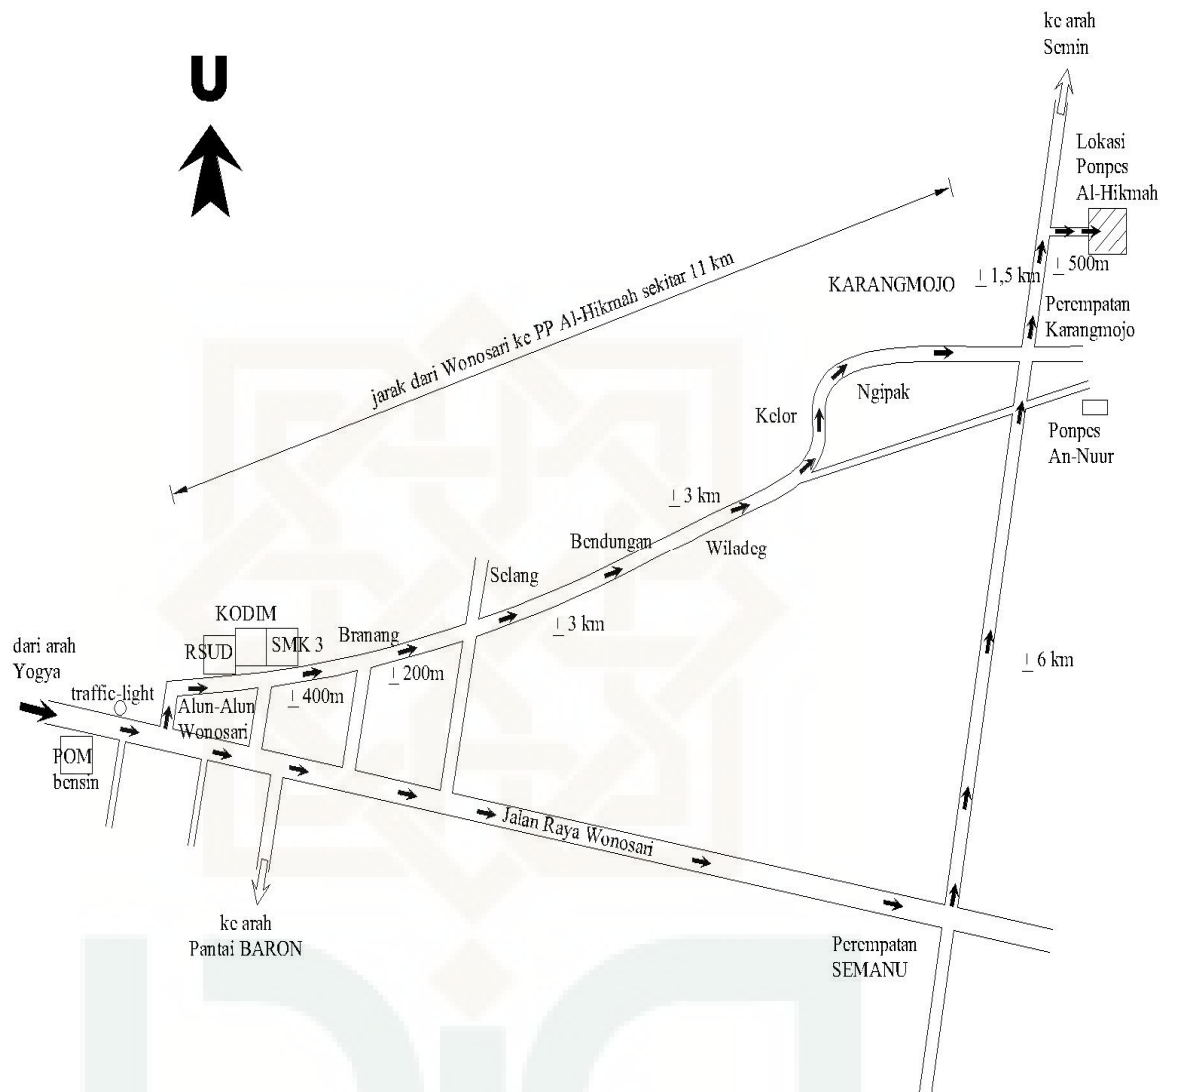 U
ke arah
Semin
Lokasi
Ponpes
Al-Hikmah
± 500m
± 1,5 km
KARANGMOJO
Perempatan
Karangmojo
jarak dari Wonosari ke PP Al-Hikmah sekitar 11 km
Ngipak
Kelor
Ponpes
An-Nuur
± 3 km
Bendungan
Wiladeg
Selang
± 3 km
KODIM
RSUD
SMK 3
Branang
± 200m
± 400m
± 6 km
dari arah
Yogya
traffic-light
Alun-Alun
Wonosari
POM
bensin
Jalan Raya Wonosari
ke arah
Pantai BARON
Perempatan
SEMANU